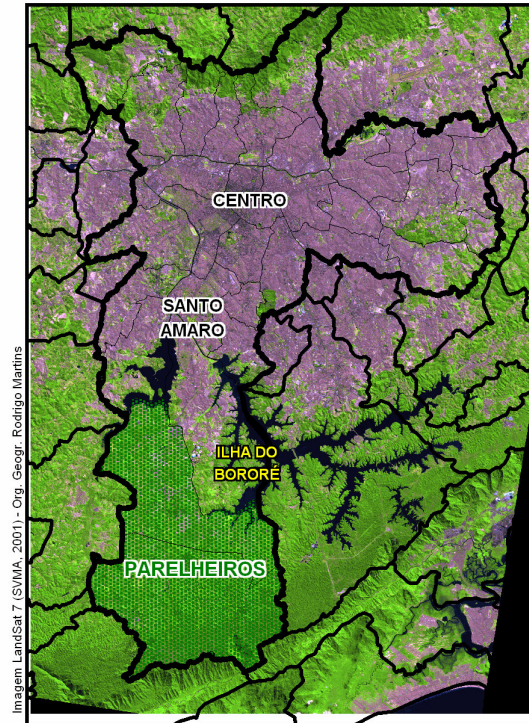 CENTRO
SANTO
AMARO
ILHA DO
BORORÉ
PARELHEIROS
Imagem LandSat 7 (SVMA, 2001) - Org. Geogr. Rodrigo Martins